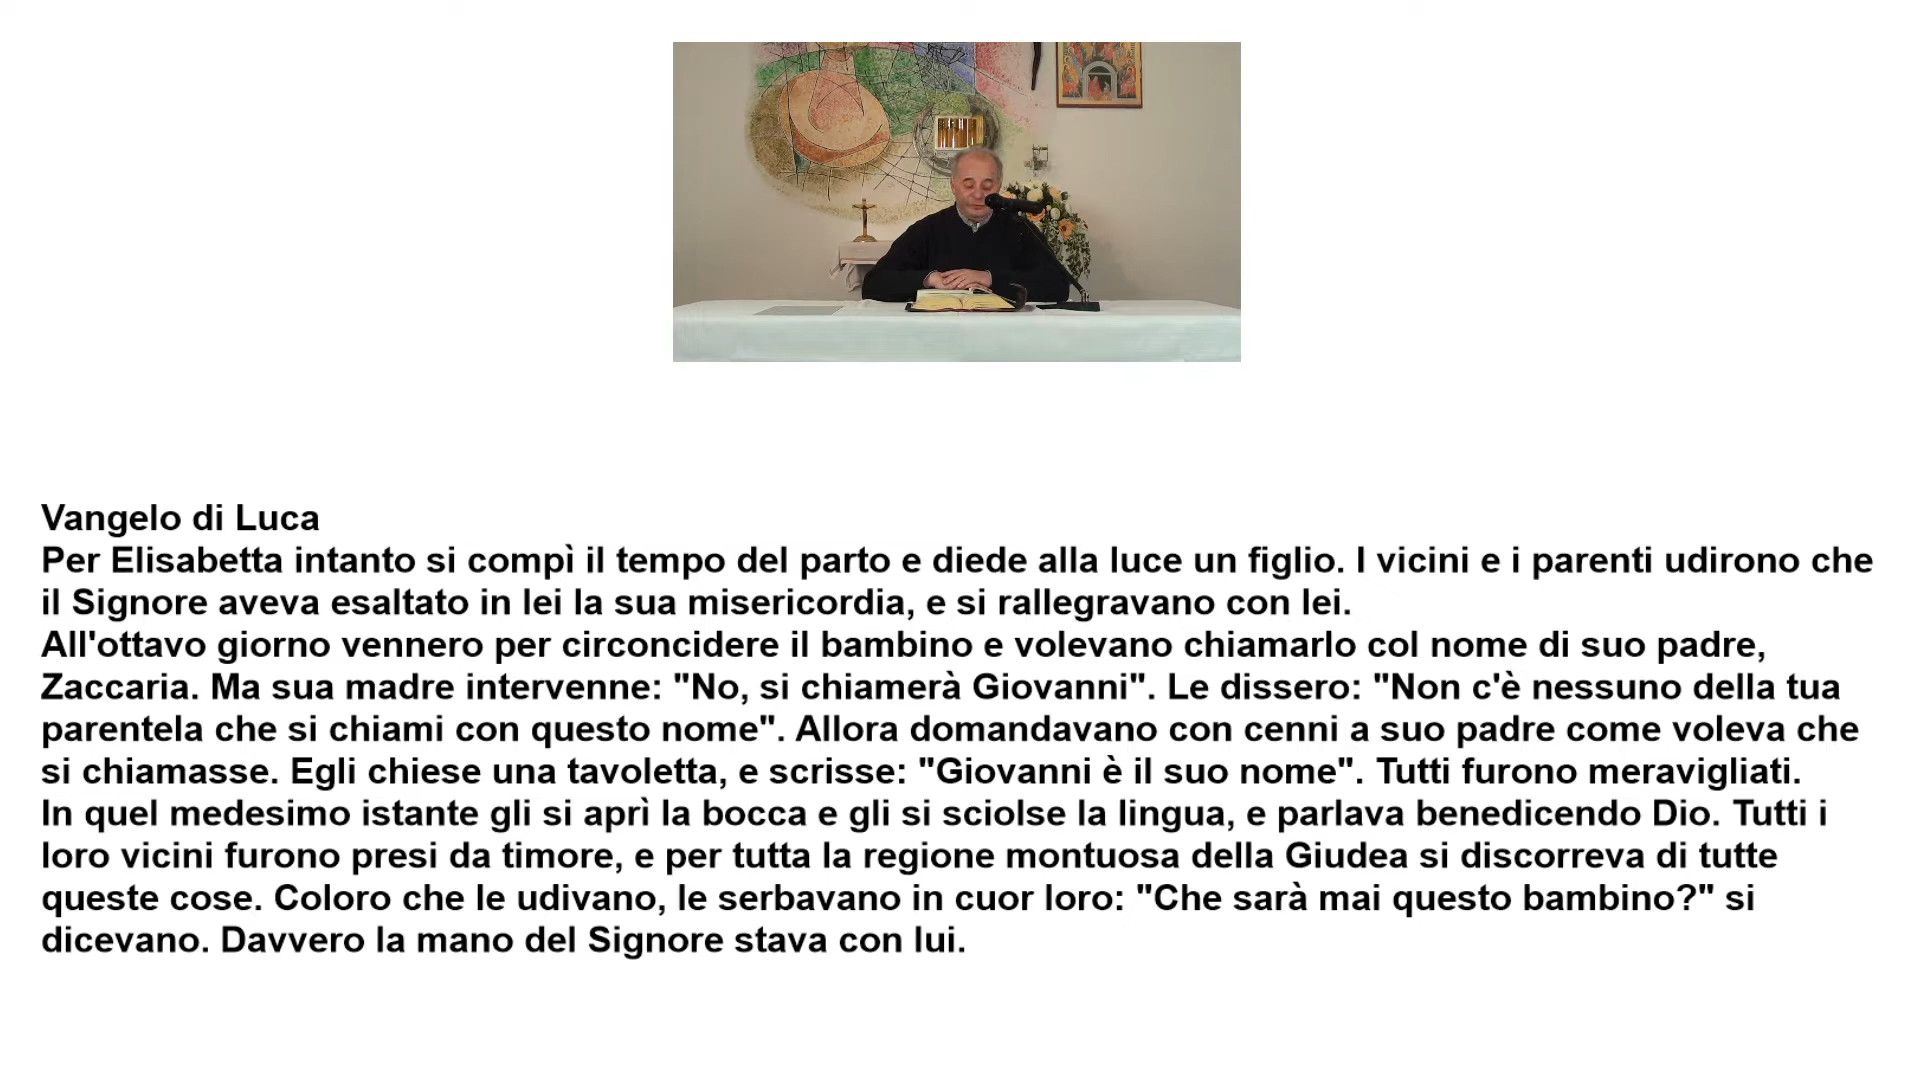 Vangelo di Luca
Per Elisabetta intanto si compì il tempo del parto e diede alla luce un figlio. I vicini e i parenti udirono che
il Signore aveva esaltato in lei la sua misericordia, e si rallegravano con lei.
All'ottavo giorno vennero per circoncidere il bambino e volevano chiamarlo col nome di suo padre,
Zaccaria. Ma sua madre intervenne: "No, si chiamerà Giovanni". Le dissero: "Non c'è nessuno della tua
parentela che si chiami con questo nome". Allora domandavano con cenni a suo padre come voleva che
si chiamasse. Egli chiese una tavoletta, e scrisse: "Giovanni è il suo nome". Tutti furono meravigliati.
In quel medesimo istante gli si aprì la bocca e gli si sciolse la lingua, e parlava benedicendo Dio. Tutti i
loro vicini furono presi da timore, e per tutta la regione montuosa della Giudea si discorreva di tutte
queste cose. Coloro che le udivano, le serbavano in cuor loro: "Che sarà mai questo bambino?" si
dicevano. Davvero la mano del Signore stava con lui.